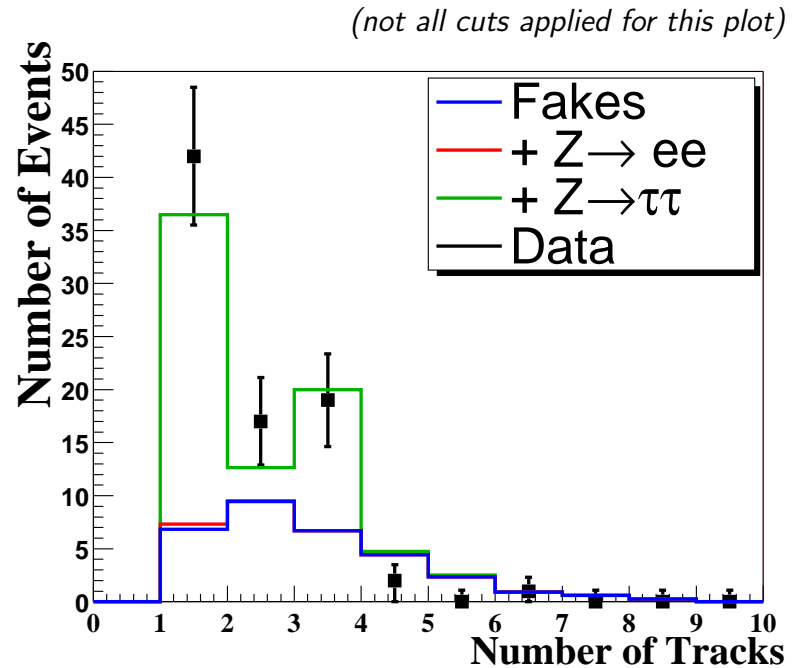 (not all cuts applied for this plot)
Number of Events
50
45
40
35
30
25
20
15
10
5
0
Fakes
+ Z→ ee
+ Z→ττ
Data
0 1 2 3 4 5 6 7 8 9 10
Number of Tracks